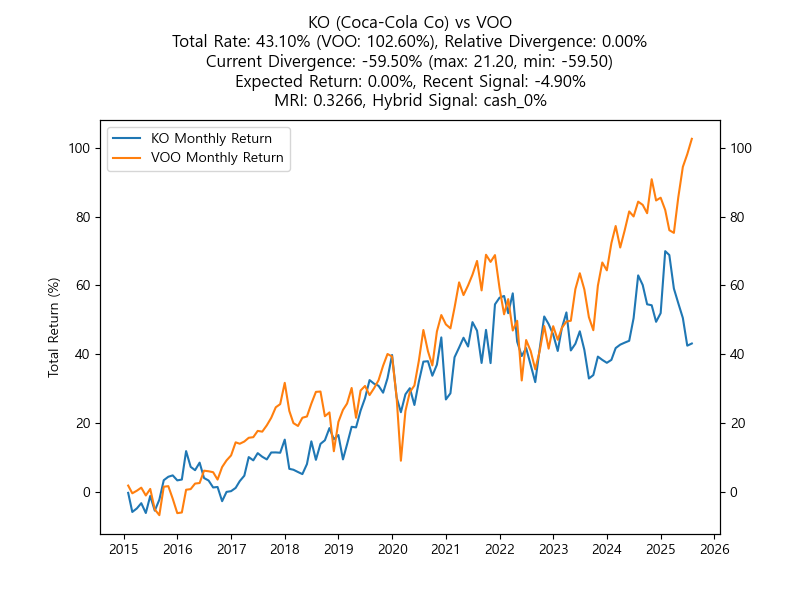 KO (Coca-Cola Co) vs VOO
Total Rate: 43.10% (VOO: 102.60%), Relative Divergence: 0.00%
Current Divergence: -59.50% (max: 21.20, min: -59.50)
Expected Return: 0.00%, Recent Signal: -4.90%
MRI: 0.3266, Hybrid Signal: cash_0%
KO Monthly Return
VOO Monthly Return
Total Return (%)
100
80
60
40
20
0
100
80
60
40
20
0
2015 2016 2017 2018 2019 2020 2021 2022 2023 2024 2025 2026